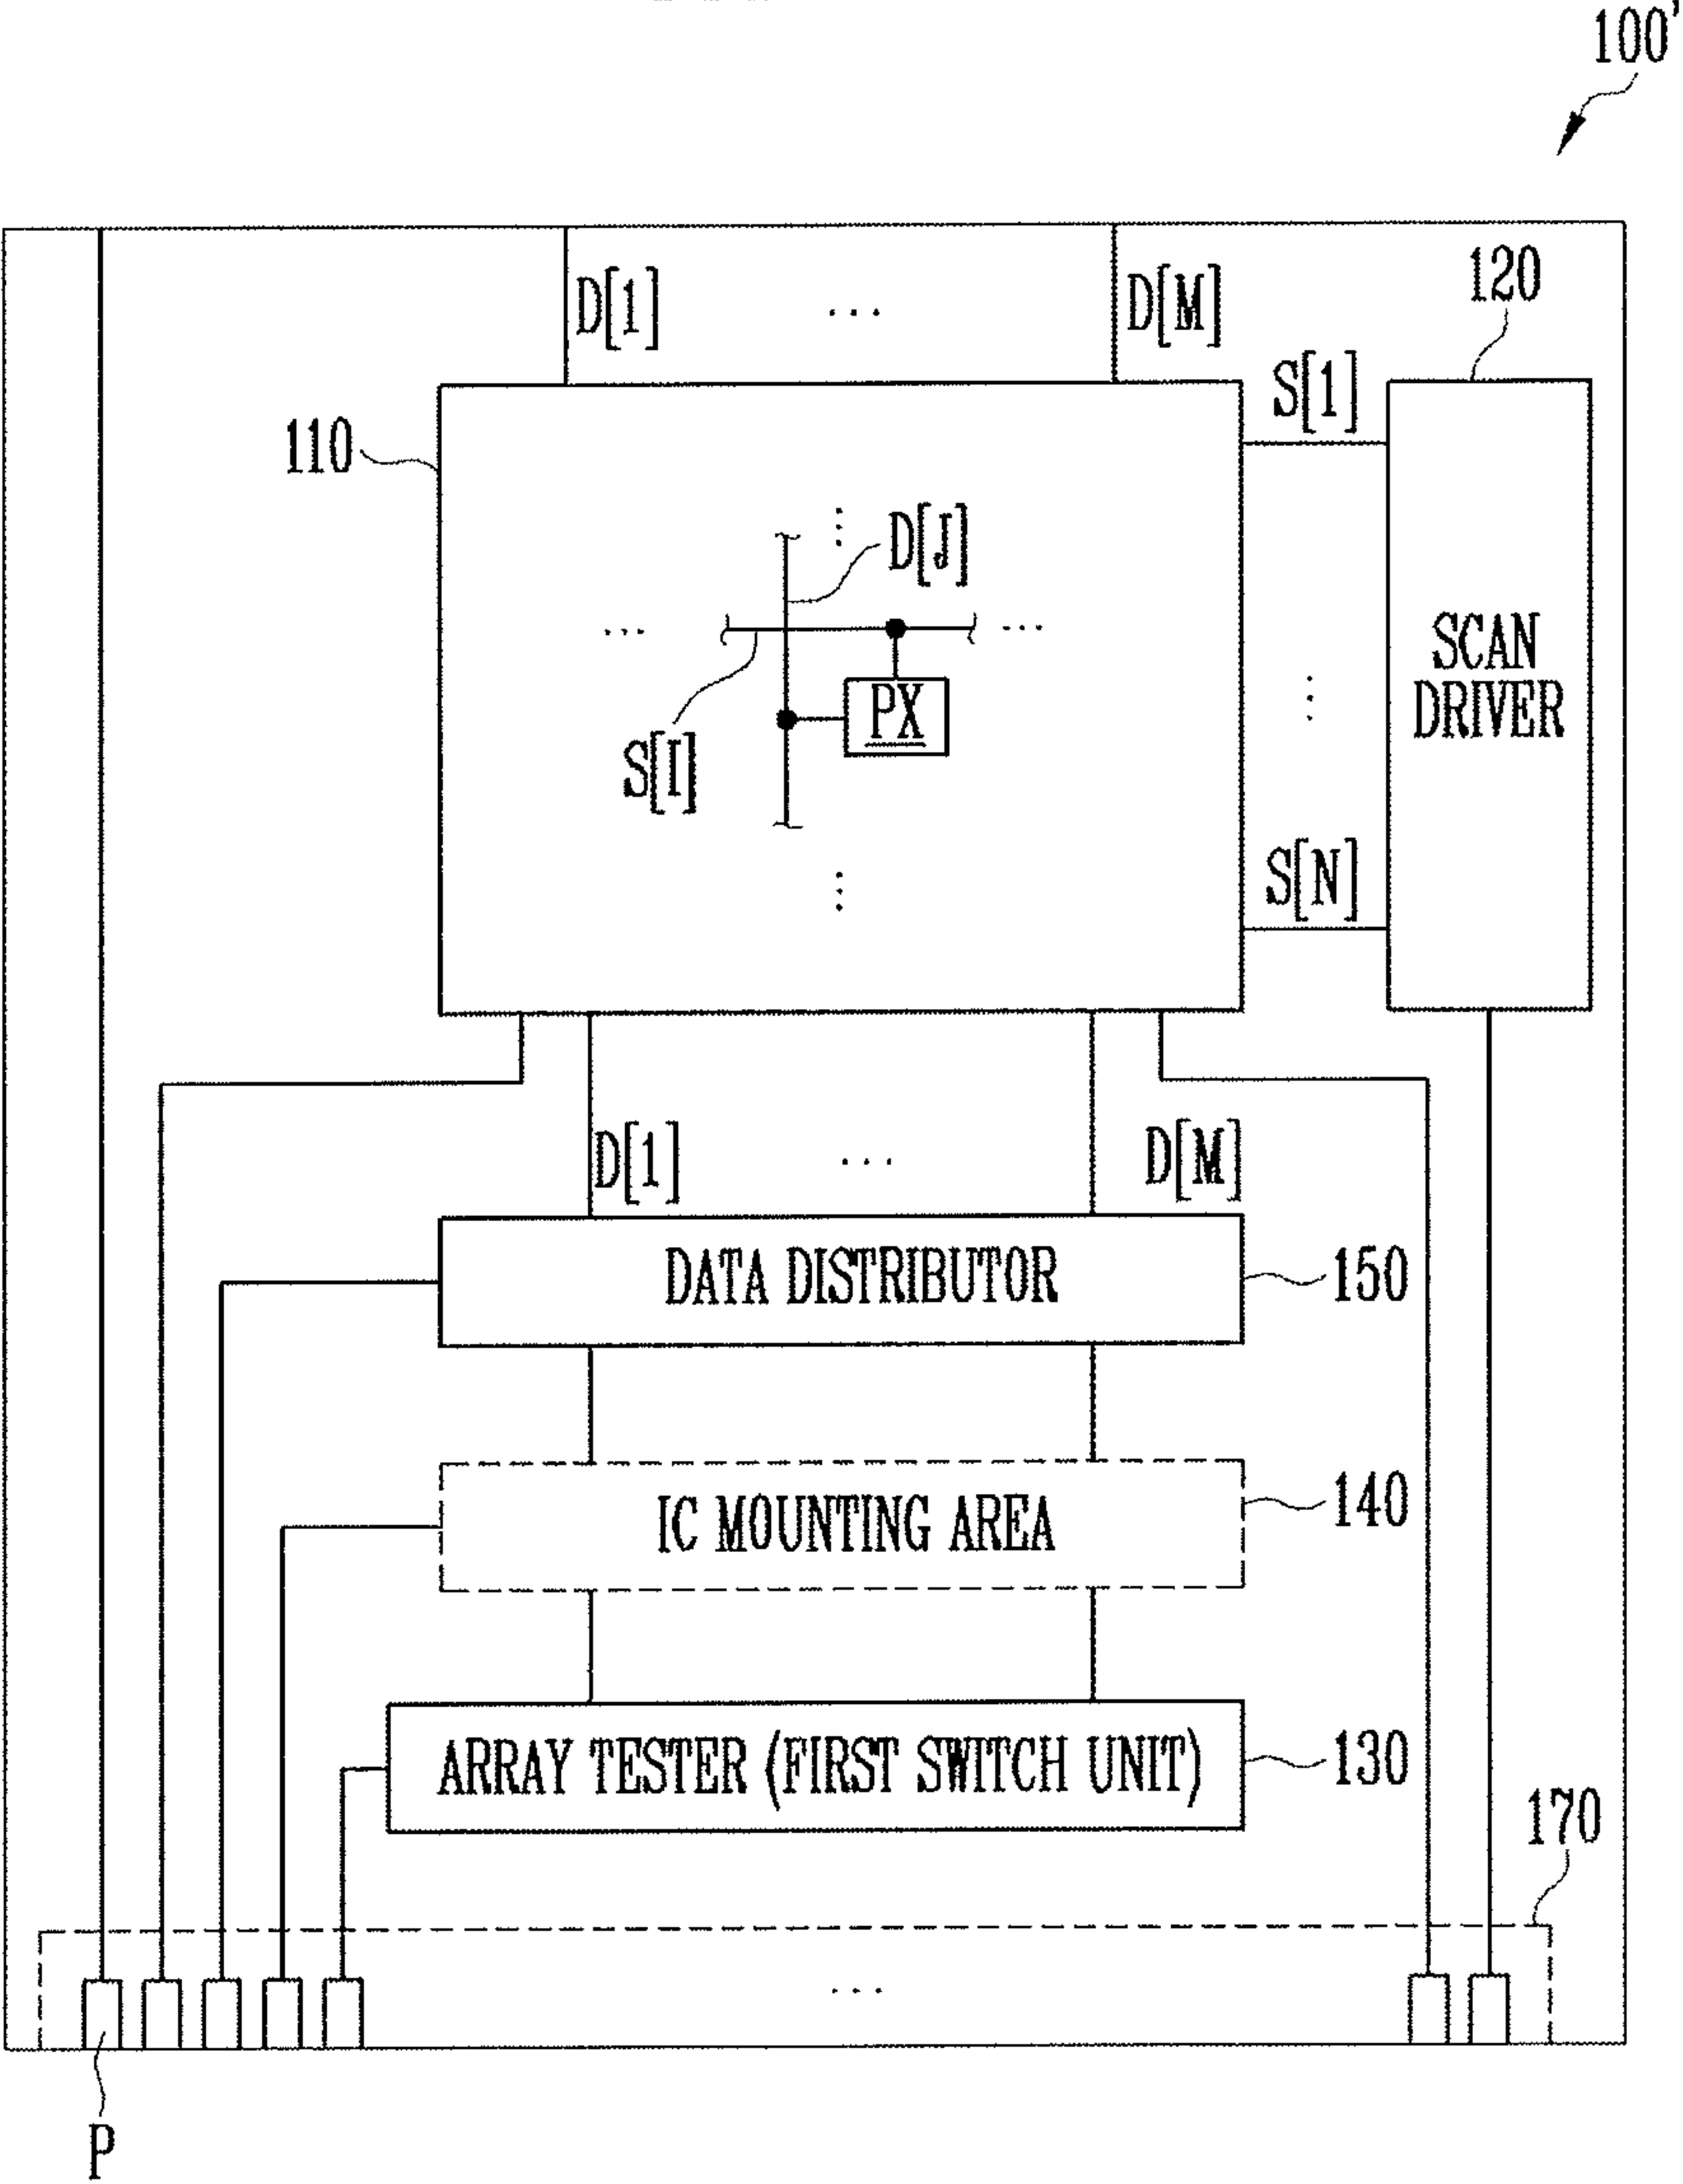 100'
D[1] ... D[M]
120
S[1]
110
D[J]
... ...
SCAN
DRIVER
PX
S[I]
S[N]
D[1] ... D[M]
DATA DISTRIBUTOR
150
IC MOUNTING AREA
140
ARRAY TESTER (FIRST SWITCH UNIT)
130
170
...
P